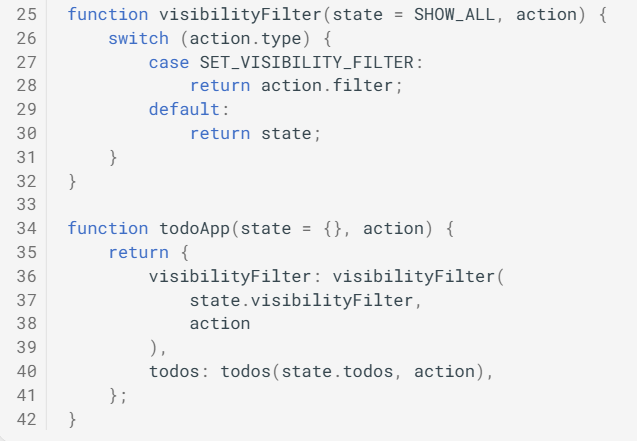 25 function visibilityFilter(state = SHOW_ALL, action) {
26     switch (action.type) {
27         case SET_VISIBILITY_FILTER:
28             return action.filter;
29         default:
30             return state;
31     }
32 }
33
34 function todoApp(state = {}, action) {
35     return {
36         visibilityFilter: visibilityFilter(
37             state.visibilityFilter,
38             action
39         ),
40         todos: todos(state.todos, action),
41     };
42 }